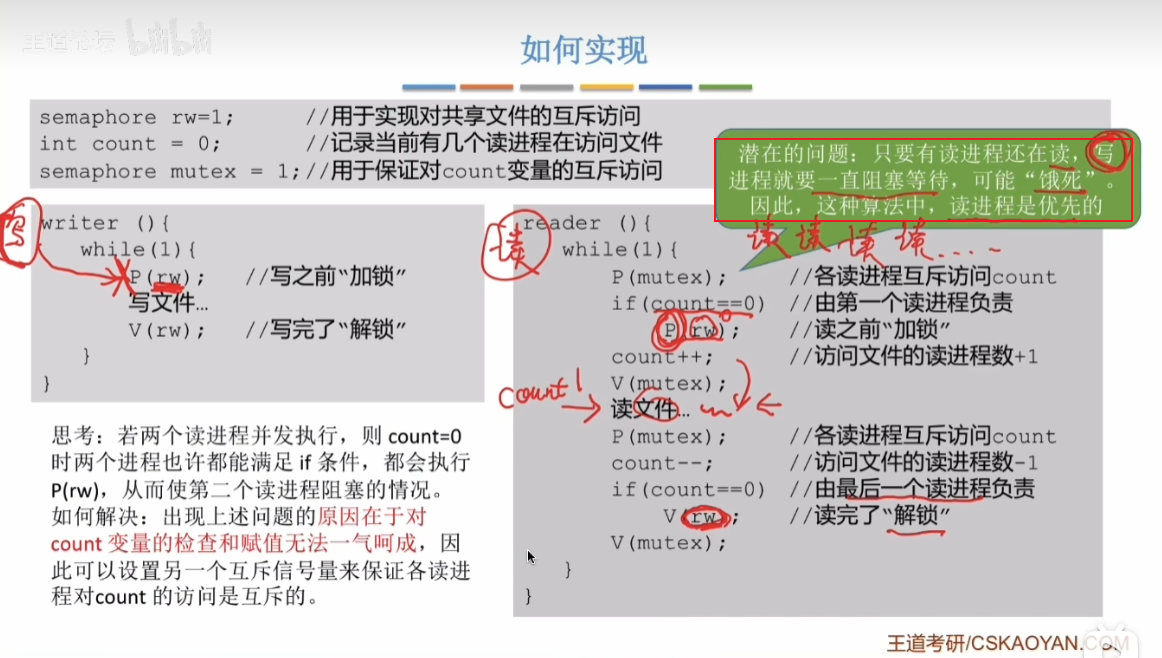 王道论坛 bilibili
如何实现
semaphore rw=1; //用于实现对共享文件的互斥访问
int count = 0; //记录当前有几个读进程在访问文件
semaphore mutex = 1;//用于保证对count变量的互斥访问
潜在的问题：只要有读进程还在读，写
进程就要一直阻塞等待，可能“饿死”。
因此，这种算法中，读进程是优先的
写
writer (){
while(1){
P(rw); //写之前“加锁”
写文件…
V(rw); //写完了“解锁”
}
}
读
读 读 读 读....
reader (){
while(1){
P(mutex); //各读进程互斥访问count
if(count==0) //由第一个读进程负责
P(rw); //读之前“加锁”
count++; //访问文件的读进程数+1
V(mutex);
count 1
读文件…
P(mutex); //各读进程互斥访问count
count--; //访问文件的读进程数-1
if(count==0) //由最后一个读进程负责
V(rw); //读完了“解锁”
V(mutex);
}
}
思考：若两个读进程并发执行，则 count=0
时两个进程也许都能满足 if 条件，都会执行
P(rw)，从而使第二个读进程阻塞的情况。
如何解决：出现上述问题的原因在于对
count 变量的检查和赋值无法一气呵成，因
此可以设置另一个互斥信号量来保证各读进
程对count 的访问是互斥的。
王道考研/CSKAOYAN.COM